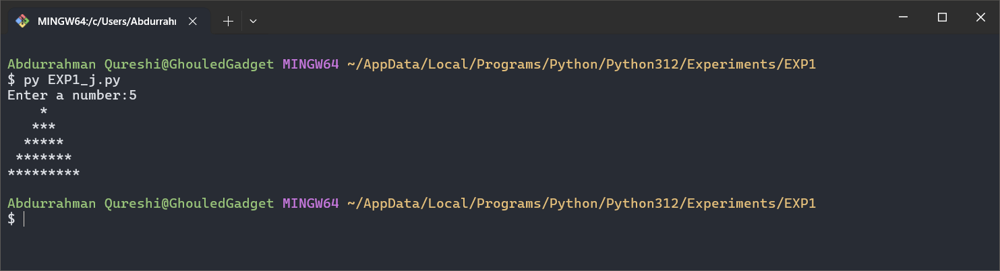 MINGW64:/c/Users/Abdurrah
Abdurrahman Qureshi@GhouledGadget MINGW64 ~/AppData/Local/Programs/Python/Python312/Experiments/EXP1
$ py EXP1_j.py
Enter a number:5
    *
   ***
  *****
 *******
*********
Abdurrahman Qureshi@GhouledGadget MINGW64 ~/AppData/Local/Programs/Python/Python312/Experiments/EXP1
$